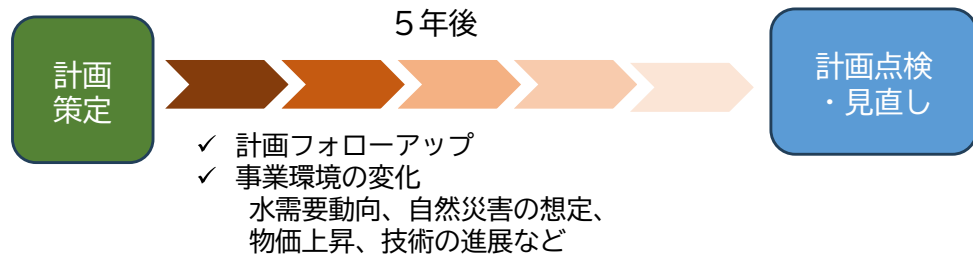 5年後
計画
策定
計画点検
・見直し
✓ 計画フォローアップ
✓ 事業環境の変化
水需要動向、自然災害の想定、
物価上昇、技術の進展など